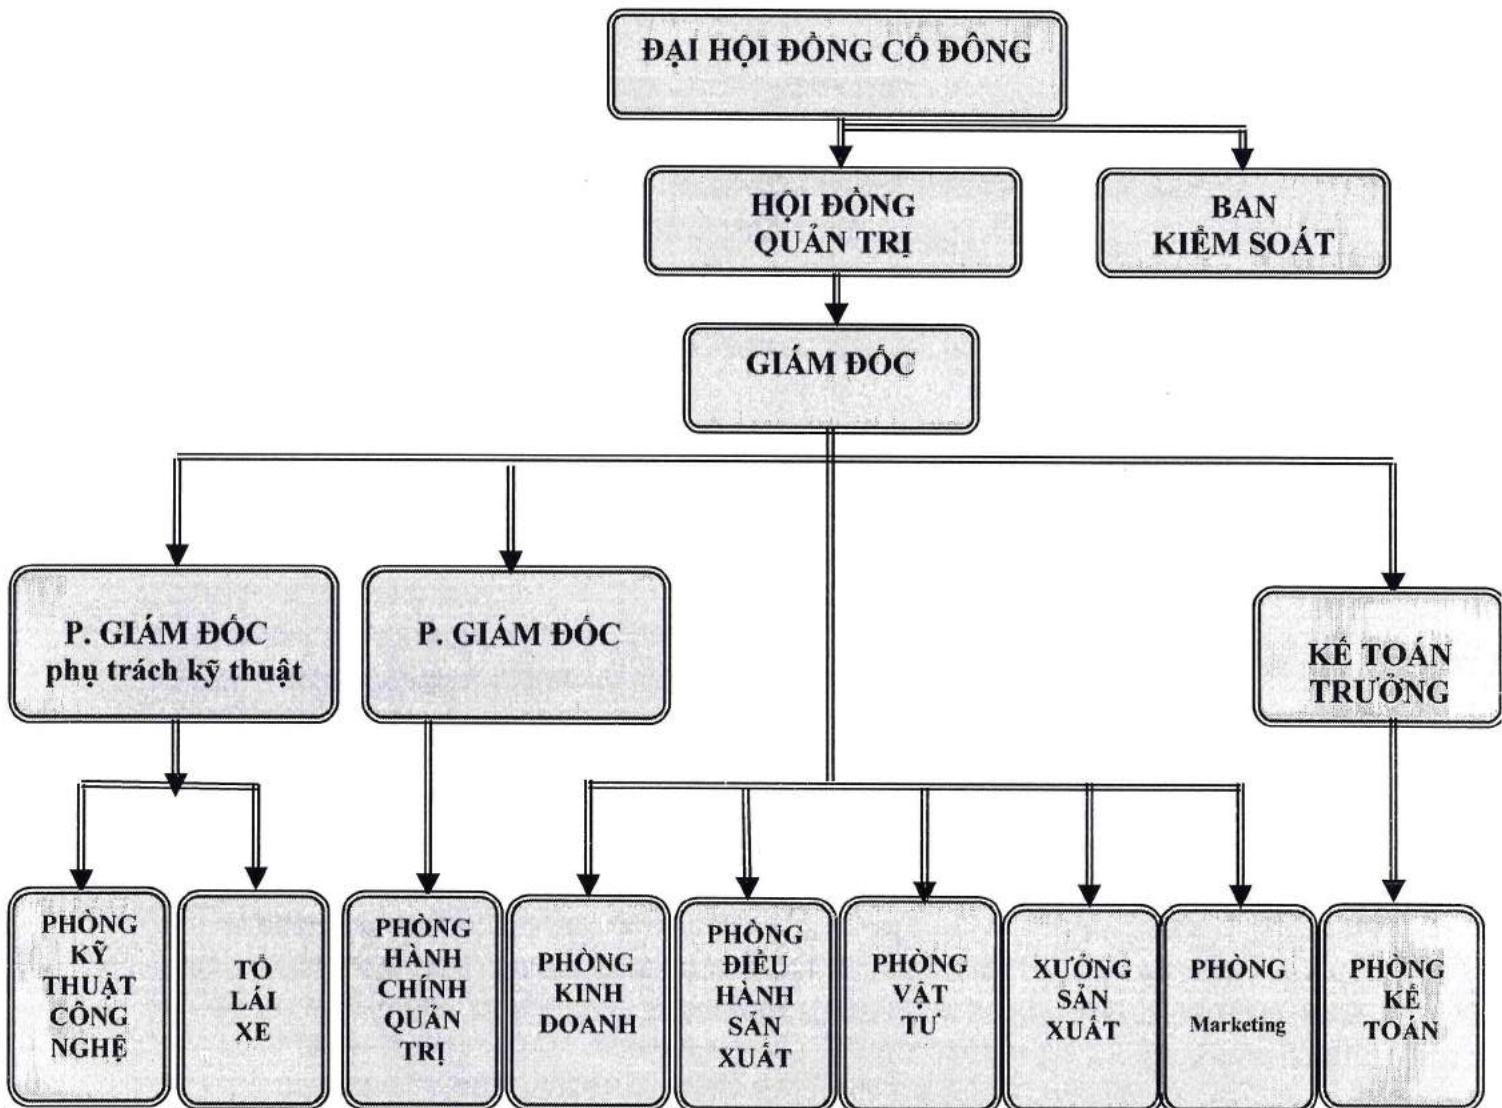 ĐẠI HỘI ĐỒNG CỔ ĐÔNG
HỘI ĐỒNG
QUẢN TRỊ
BAN
KIỂM SOÁT
GIÁM ĐỐC
P. GIÁM ĐỐC
phụ trách kỹ thuật
P. GIÁM ĐỐC
KẾ TOÁN
TRƯỞNG
PHÒNG
KỸ
THUẬT
CÔNG
NGHỆ
TỔ
LÁI
XE
PHÒNG
HÀNH
CHÍNH
QUẢN
TRỊ
PHÒNG
KINH
DOANH
PHÒNG
ĐIỀU
HÀNH
SẢN
XUẤT
PHÒNG
VẬT
TƯ
XƯỞNG
SẢN
XUẤT
PHÒNG
Marketing
PHÒNG
KẾ
TOÁN